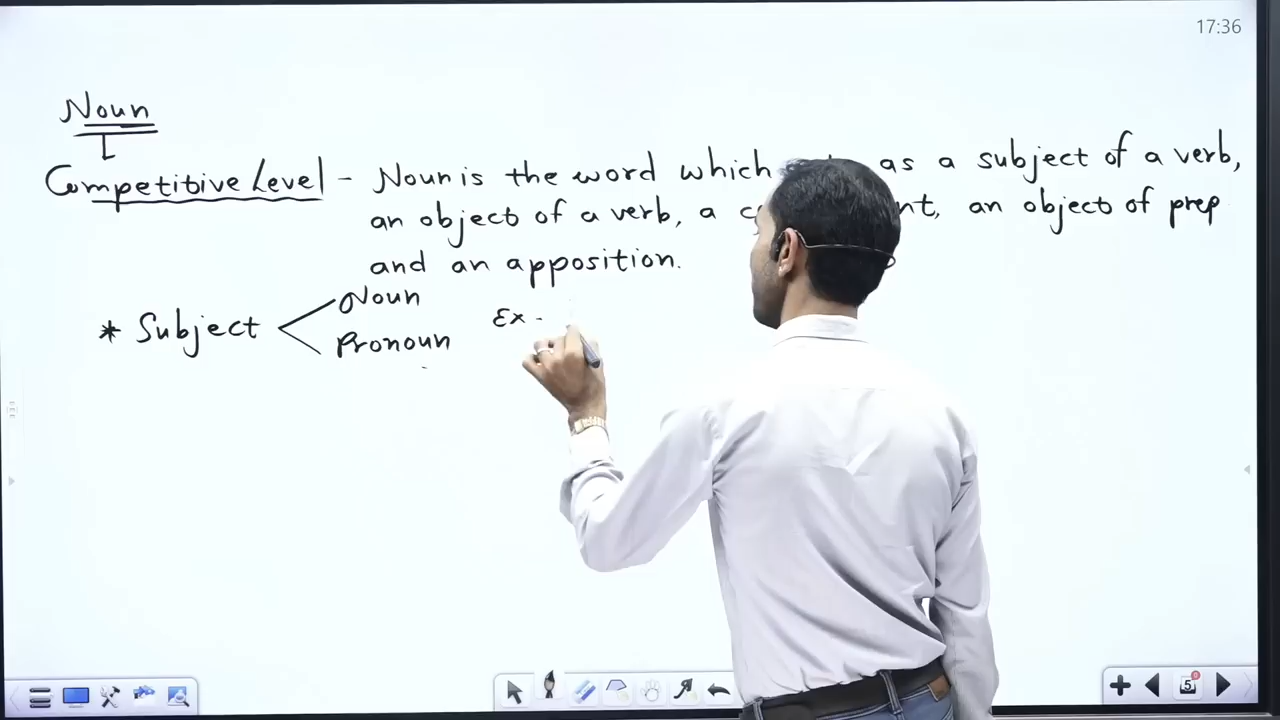 17:36
Noun
Competitive Level - Noun is the word which as a subject of a verb,
an object of a verb, a an object of prep
and an apposition.
* Subject Noun
Pronoun
Ex -
5